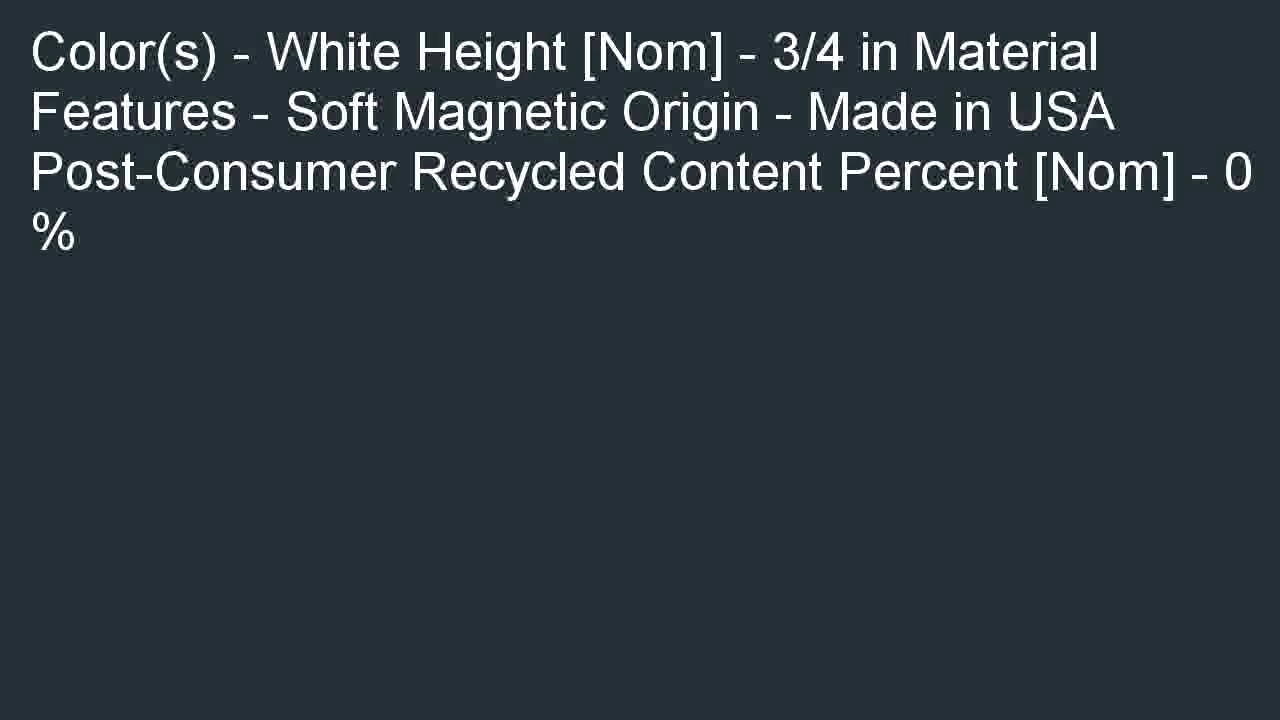 Color(s) - White Height [Nom] - 3/4 in Material
Features - Soft Magnetic Origin - Made in USA
Post-Consumer Recycled Content Percent [Nom] - 0
%